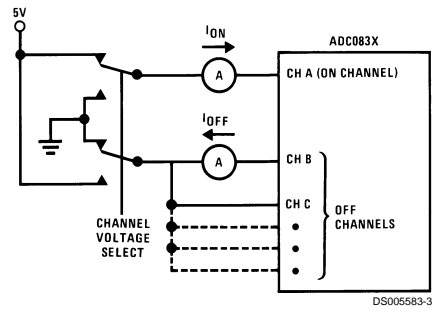 5V
ION
ADC083X
A
CH A (ON CHANNEL)
IOFF
A
CH B
CH C
OFF
CHANNELS
CHANNEL
VOLTAGE
SELECT
DS005583-3